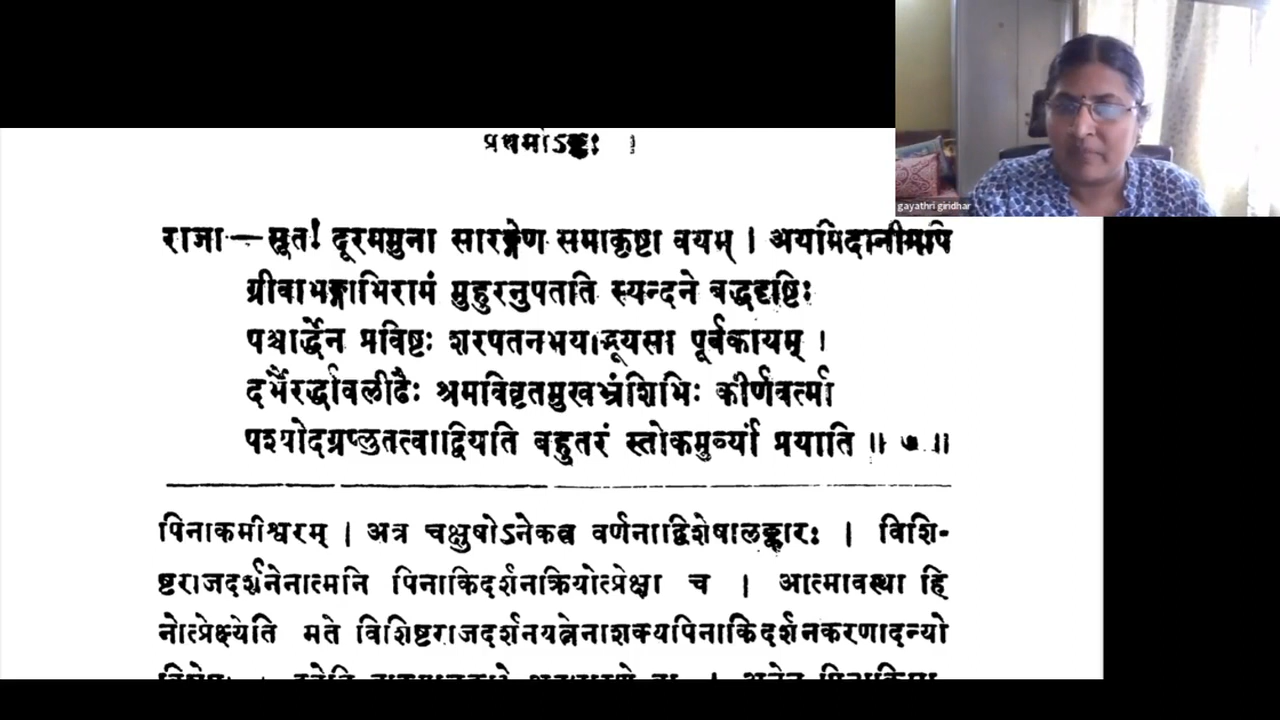 प्रथमोऽङ्कः ।
gayathri giridhar
राजा — सूत! दूरममुना सारङ्गेण समाकृष्टा वयम् । अयमिदानीमपि
ग्रीवाभङ्गाभिरामं मुहुरनुपतति स्यन्दने बद्धदृष्टिः
पश्चार्द्धेन प्रविष्टः शरपतनभयाद्भूयसा पूर्वकायम् ।
दर्भैरर्द्धावलीढैः श्रमविवृतमुखभ्रंशिभिः कीर्णवर्त्मा
पश्योदग्रप्लुतत्वाद्वियति बहुतरं स्तोकमुर्व्यां प्रयाति ॥ ७ ॥
पिनाकमीश्वरम् । अत्र चक्षुषोऽनेकत्व वर्णनाद्विशेषालङ्कारः । विशि-
ष्टराजदर्शनेनात्मनि पिनाकिदर्शनक्रियोत्प्रेक्षा च । आत्मावस्था हि
नोत्प्रेक्ष्येति मते विशिष्टराजदर्शनयत्नेनाशक्यपिनाकिदर्शनकरणादन्यो